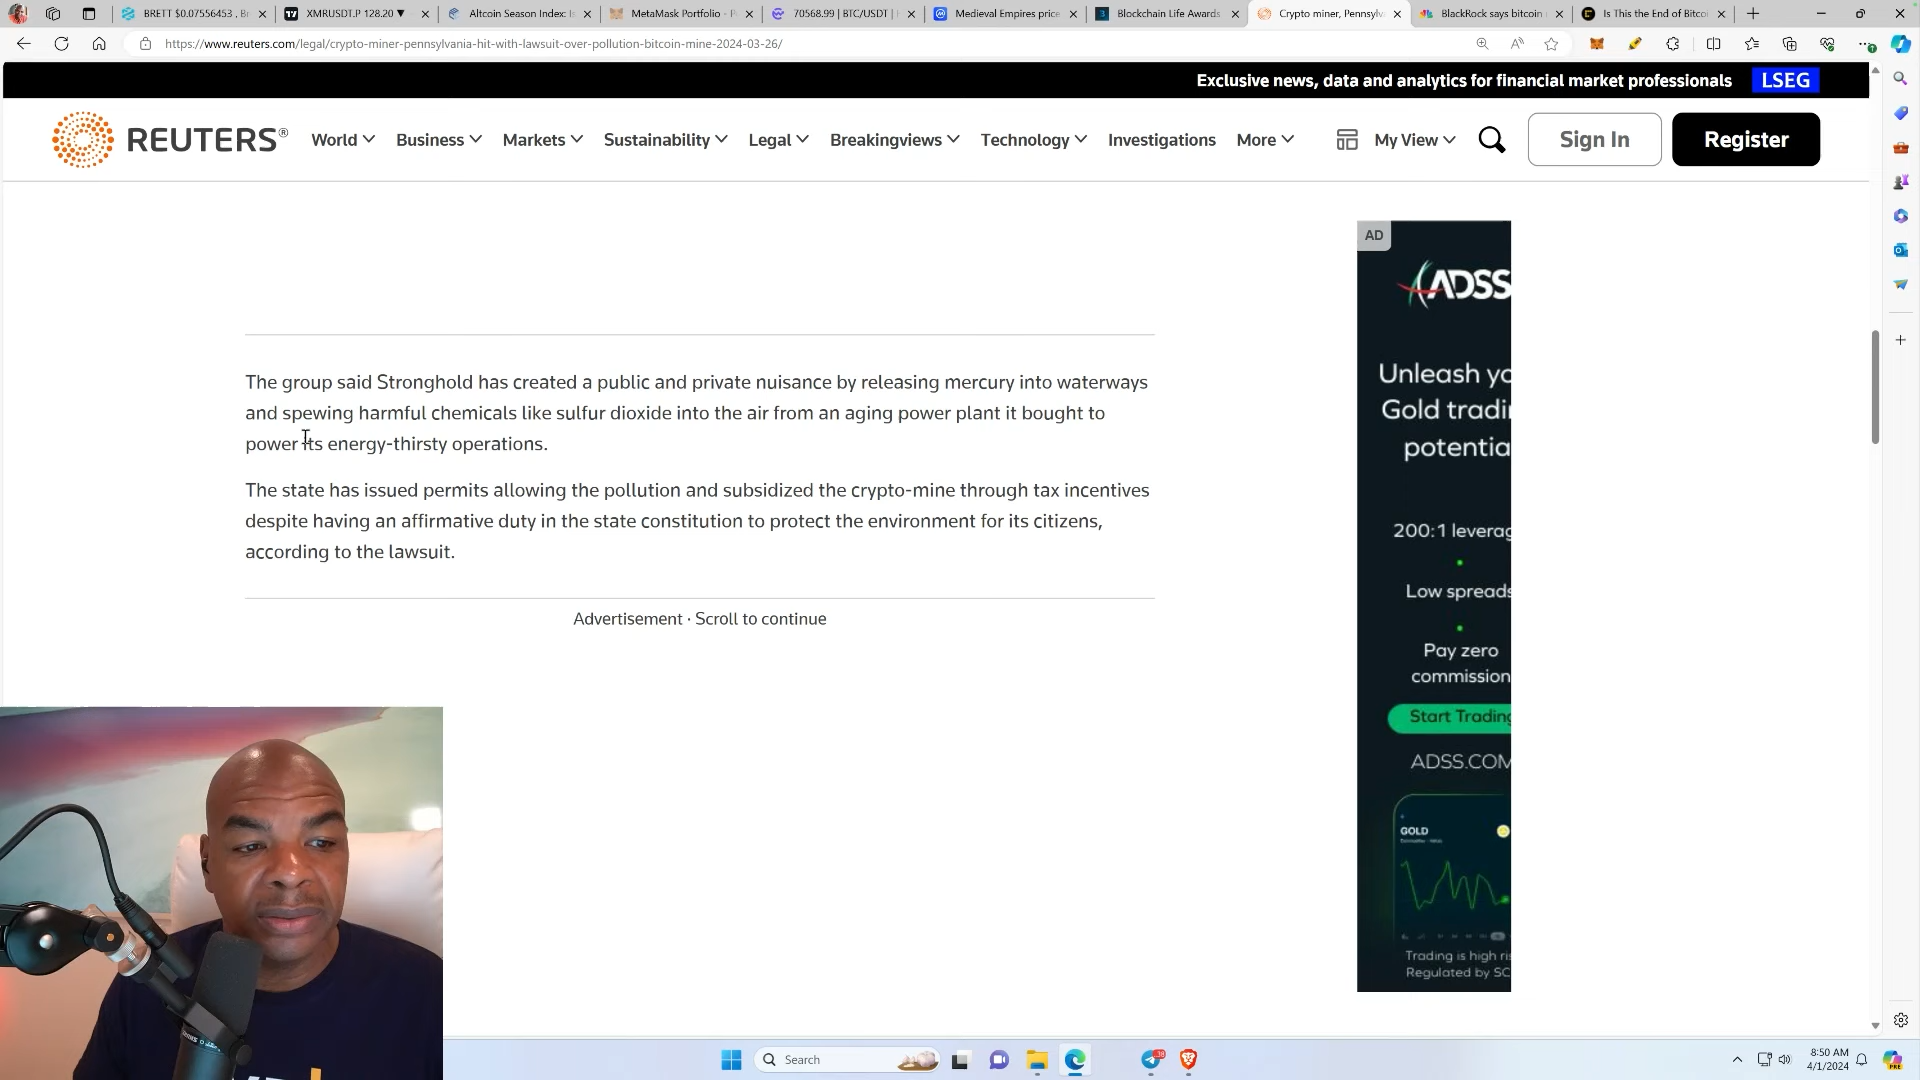 BRETT $0.07556453 , Br
XMRUSDT.P 128.20 ▼
Altcoin Season Index: Is
MetaMask Portfolio - P
70568.99 | BTC/USDT |
Medieval Empires price
Blockchain Life Awards
Crypto miner, Pennsylva
BlackRock says bitcoin
Is This the End of Bitco
https://www.reuters.com/legal/crypto-miner-pennsylvania-hit-with-lawsuit-over-pollution-bitcoin-mine-2024-03-26/
Exclusive news, data and analytics for financial market professionals LSEG
REUTERS® World Business Markets Sustainability Legal Breakingviews Technology Investigations More My View Sign In Register
AD
ADSS
Unleash yo
Gold tradi
potentia
The group said Stronghold has created a public and private nuisance by releasing mercury into waterways
and spewing harmful chemicals like sulfur dioxide into the air from an aging power plant it bought to
power its energy-thirsty operations.
The state has issued permits allowing the pollution and subsidized the crypto-mine through tax incentives
despite having an affirmative duty in the state constitution to protect the environment for its citizens,
according to the lawsuit.
Advertisement · Scroll to continue
200:1 leverag
Low spreads
Pay zero
commission
Start Trading
ADSS.COM
GOLD
Trading is high ris
Regulated by SC
Search
8:50 AM
4/1/2024